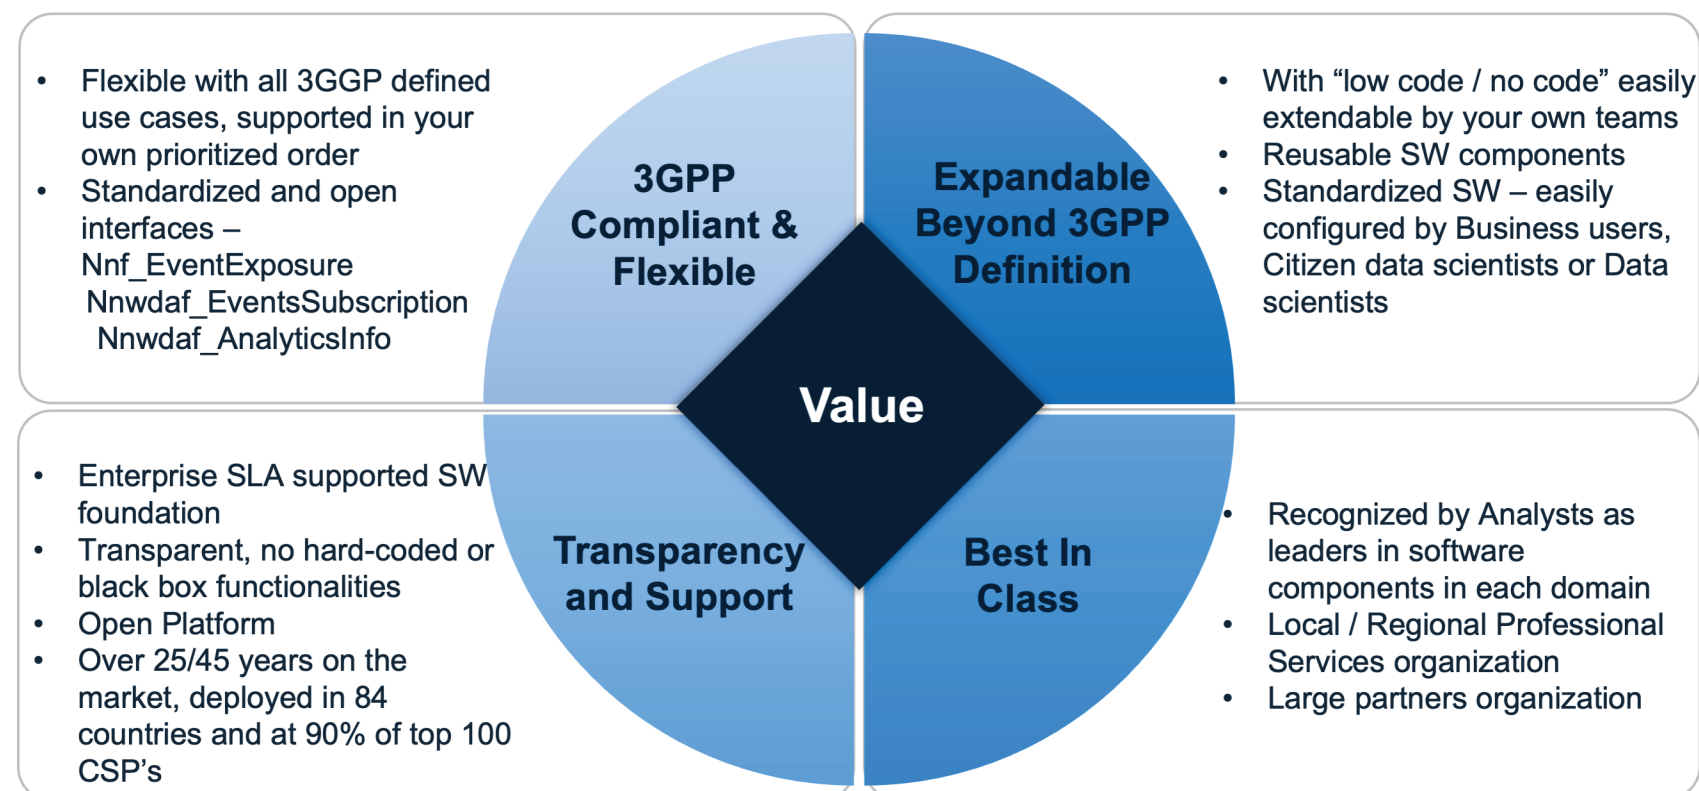 • Flexible with all 3GGP defined
use cases, supported in your
own prioritized order
• Standardized and open
interfaces –
Nnf_EventExposure
Nnwdaf_EventsSubscription
Nnwdaf_AnalyticsInfo
3GPP
Compliant &
Flexible
Expandable
Beyond 3GPP
Definition
• With “low code / no code” easily
extendable by your own teams
• Reusable SW components
• Standardized SW – easily
configured by Business users,
Citizen data scientists or Data
scientists
Value
• Enterprise SLA supported SW
foundation
• Transparent, no hard-coded or
black box functionalities
• Open Platform
• Over 25/45 years on the
market, deployed in 84
countries and at 90% of top 100
CSP’s
Transparency
and Support
Best In
Class
• Recognized by Analysts as
leaders in software
components in each domain
• Local / Regional Professional
Services organization
• Large partners organization